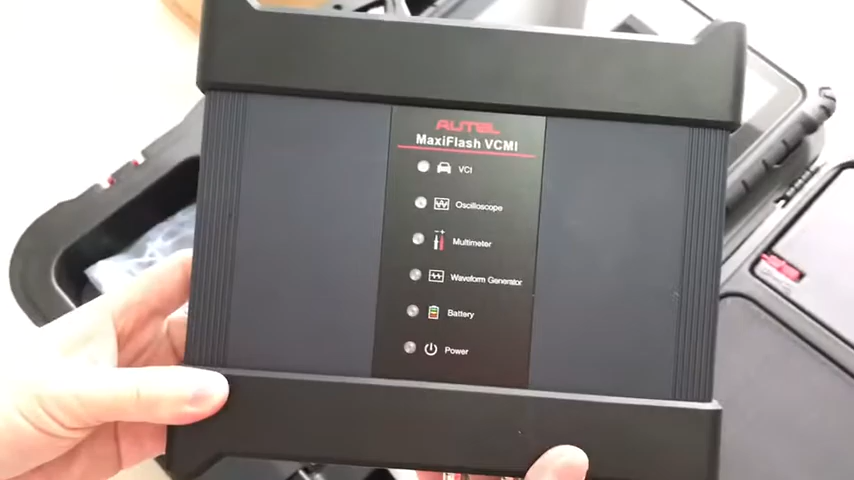 AUTEL
MaxiFlash VCMI
VCI
Oscilloscope
Multimeter
Waveform Generator
Battery
Power